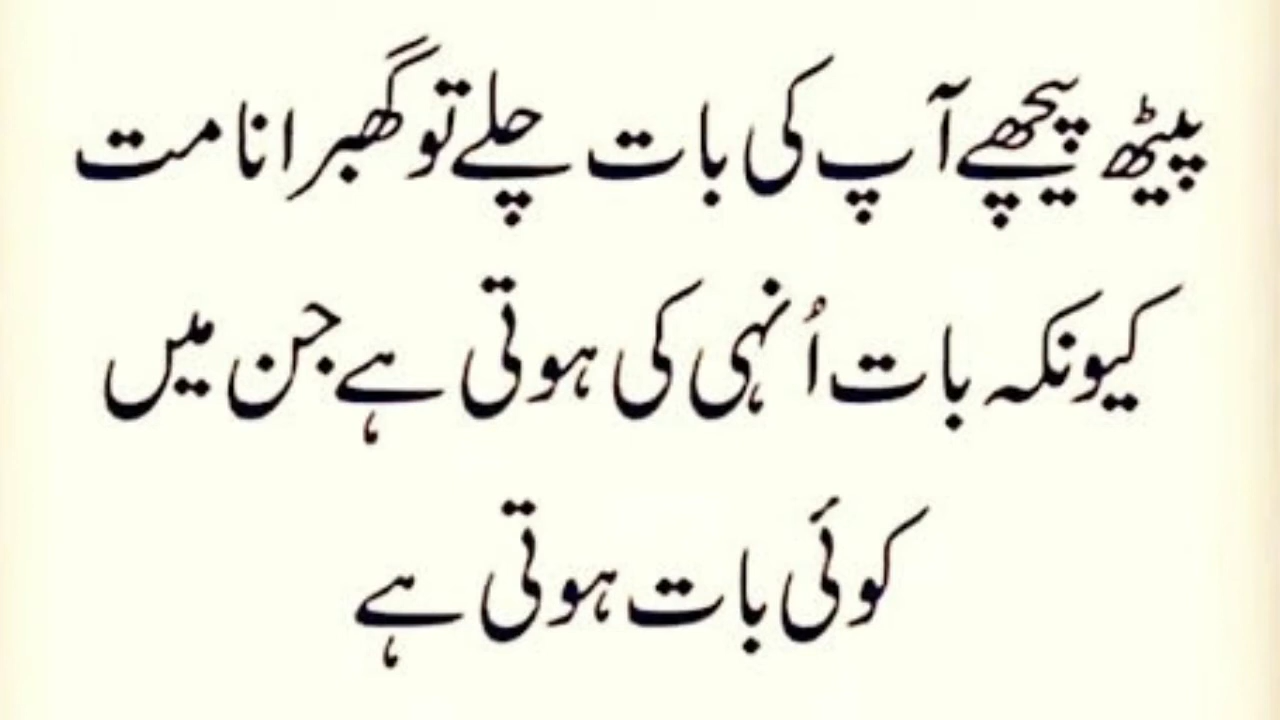 پیٹھ پیچھے آپ کی بات چلے تو گھبرانا مت
کیونکہ بات اُنہی کی ہوتی ہے جن میں
کوئی بات ہوتی ہے